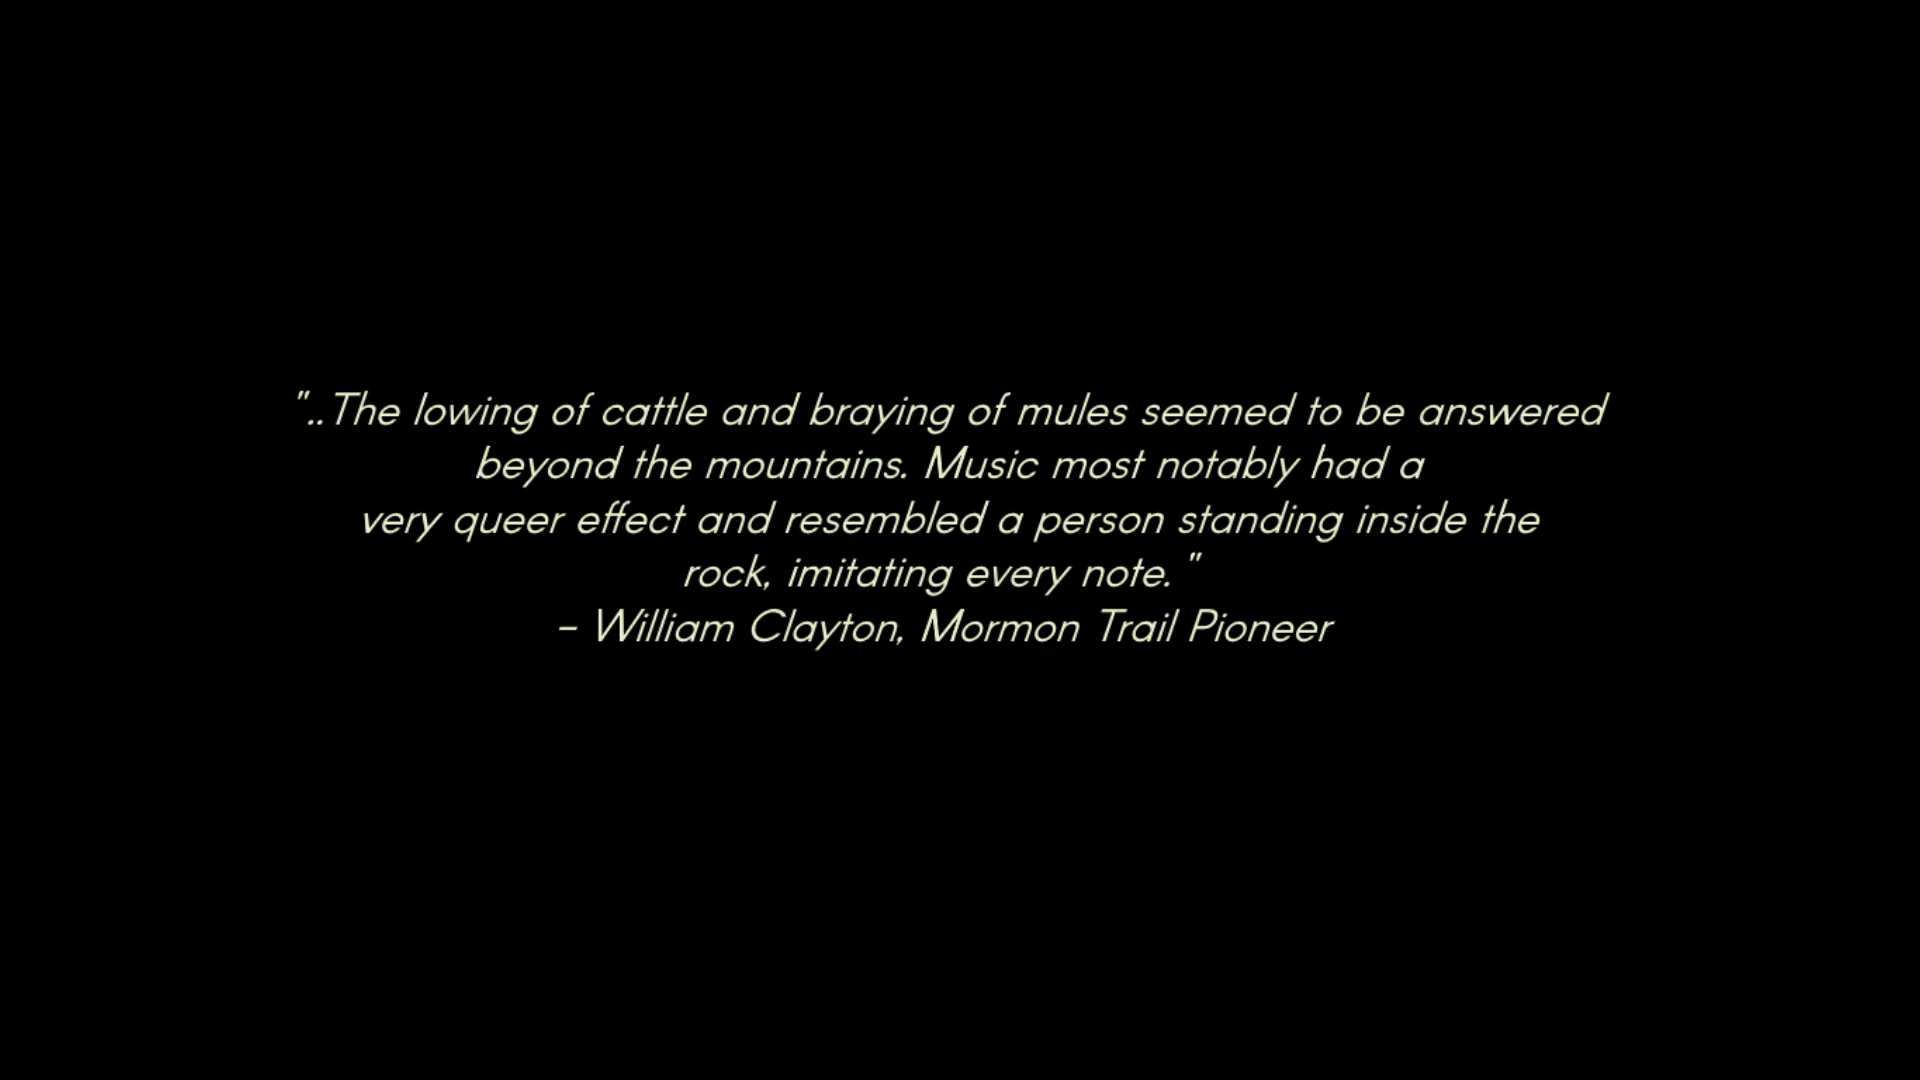 "..The lowing of cattle and braying of mules seemed to be answered
beyond the mountains. Music most notably had a
very queer effect and resembled a person standing inside the
rock, imitating every note. "
- William Clayton, Mormon Trail Pioneer